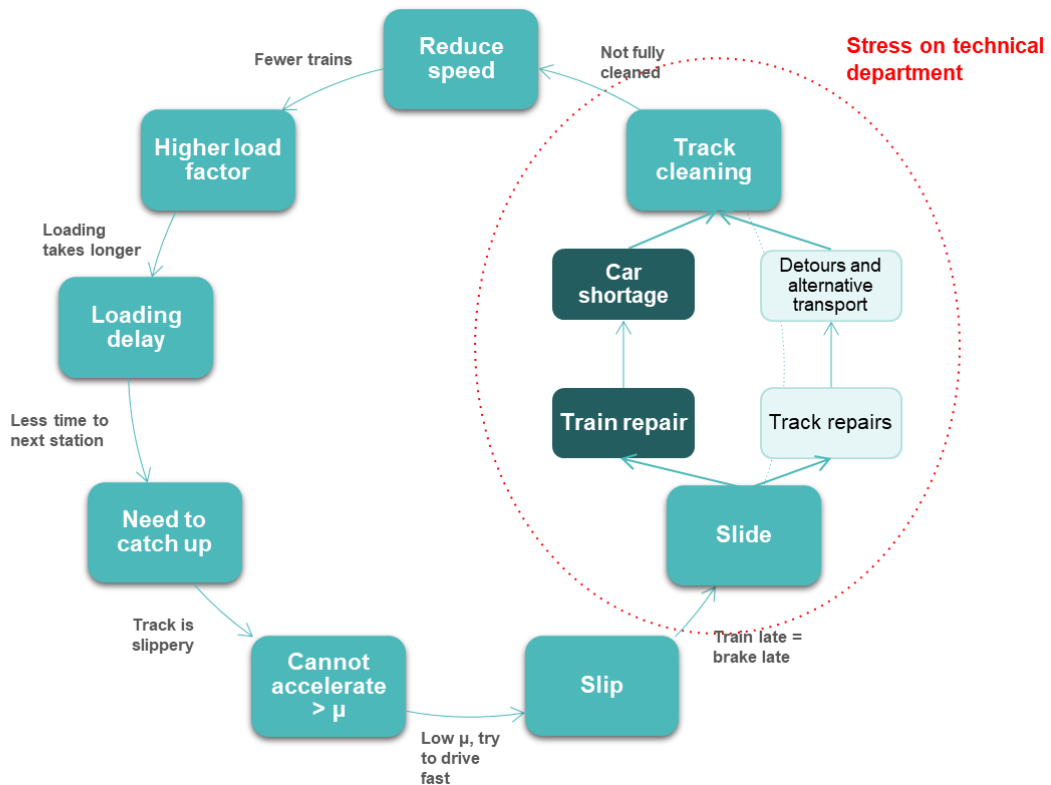 Reduce
speed
Fewer trains
Not fully
cleaned
Stress on technical
department
Higher load
factor
Track
cleaning
Loading
takes longer
Car
shortage
Detours and
alternative
transport
Loading
delay
Less time to
next station
Train repair
Track repairs
Need to
catch up
Slide
Track is
slippery
Train late =
brake late
Cannot
accelerate
> μ
Slip
Low μ, try
to drive
fast